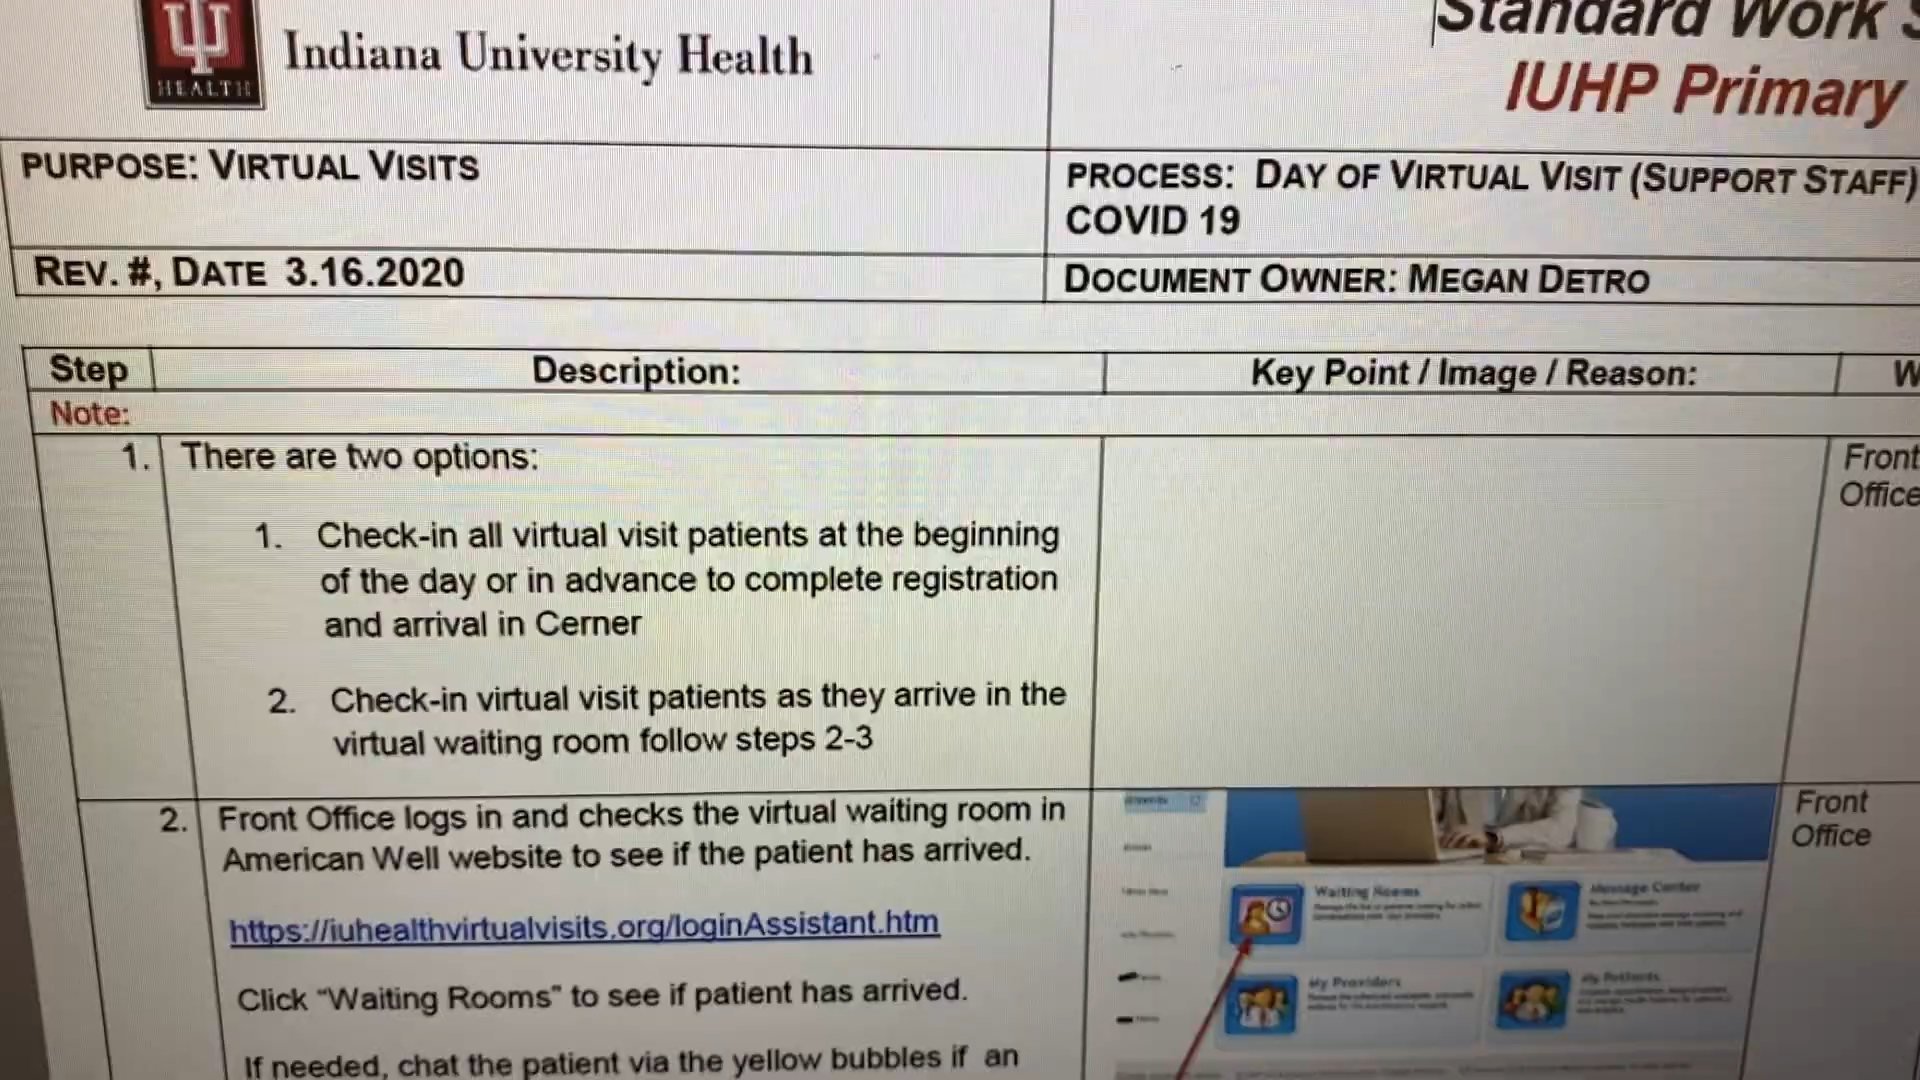 HEALTH
Indiana University Health
Standard Work
IUHP Primary
PURPOSE: VIRTUAL VISITS
PROCESS: DAY OF VIRTUAL VISIT (SUPPORT STAFF)
COVID 19
REV. #, DATE 3.16.2020
DOCUMENT OWNER: MEGAN DETRO
Step
Description:
Key Point / Image / Reason:
W
Note:
1. There are two options:
Front
Office
1. Check-in all virtual visit patients at the beginning
of the day or in advance to complete registration
and arrival in Cerner
2. Check-in virtual visit patients as they arrive in the
virtual waiting room follow steps 2-3
2. Front Office logs in and checks the virtual waiting room in
American Well website to see if the patient has arrived.
Front
Office
https://iuhealthvirtualvisits.org/loginAssistant.htm
Click “Waiting Rooms” to see if patient has arrived.
If needed, chat the patient via the yellow bubbles if an
Waiting Rooms
Message Center
My Providers
My Patients